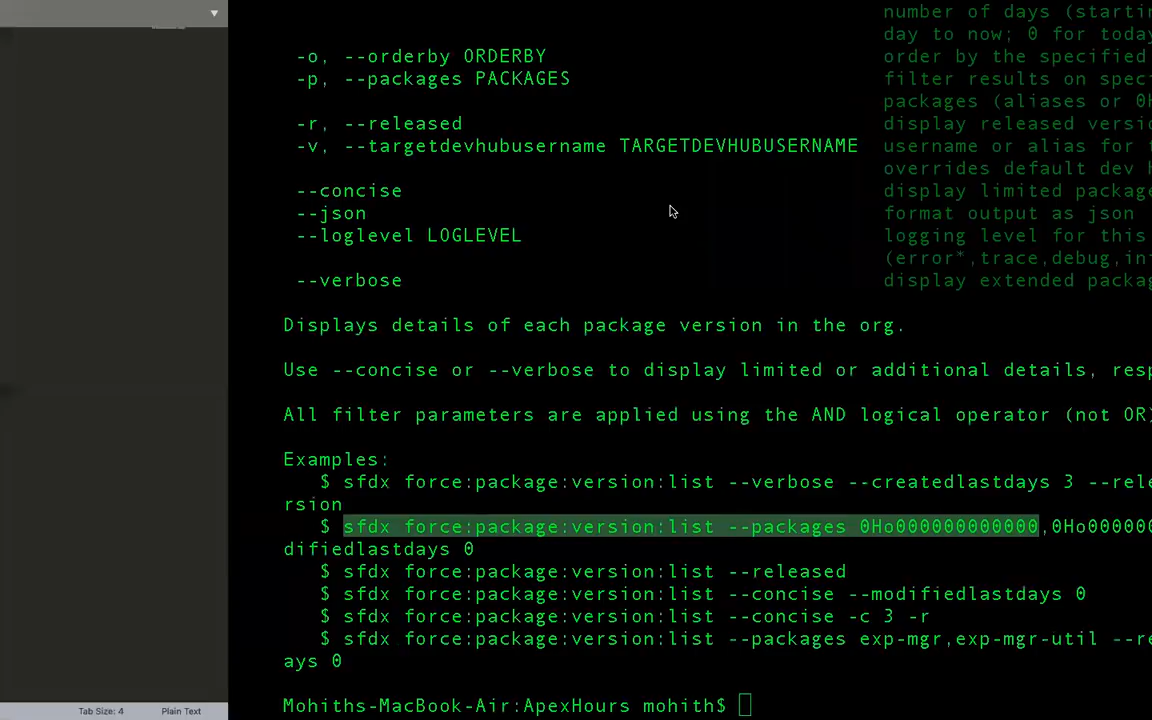 number of days (starti
day to now; 0 for today
-o, --orderby ORDERBY order by the specified
-p, --packages PACKAGES filter results on speci
packages (aliases or 0H
-r, --released display released versio
-v, --targetdevhubusername TARGETDEVHUBUSERNAME username or alias for
overrides default dev h
--concise display limited package
--json format output as json
--loglevel LOGLEVEL logging level for this
(error*,trace,debug,in
--verbose display extended packag
Displays details of each package version in the org.
Use --concise or --verbose to display limited or additional details, resp
All filter parameters are applied using the AND logical operator (not OR)
Examples:
$ sfdx force:package:version:list --verbose --createdlastdays 3 --rele
rsion
$ sfdx force:package:version:list --packages 0Ho000000000000,0Ho000000
difiedlastdays 0
$ sfdx force:package:version:list --released
$ sfdx force:package:version:list --concise --modifiedlastdays 0
$ sfdx force:package:version:list --concise -c 3 -r
$ sfdx force:package:version:list --packages exp-mgr,exp-mgr-util --re
ays 0
Mohiths-MacBook-Air:ApexHours mohith$
Tab Size: 4 Plain Text